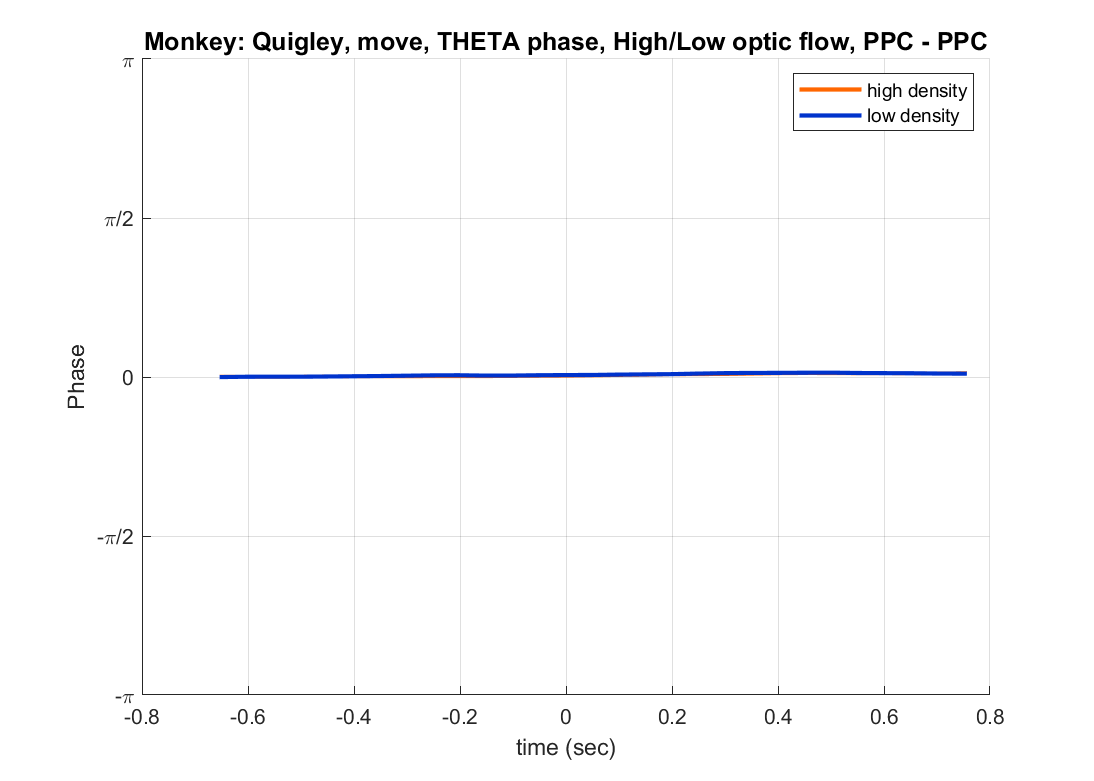 Monkey: Quigley, move, THETA phase, High/Low optic flow, PPC - PPC
high density
low density
π
π/2
0
-π/2
-π
Phase
-0.8
-0.6
-0.4
-0.2
0
0.2
0.4
0.6
0.8
time (sec)